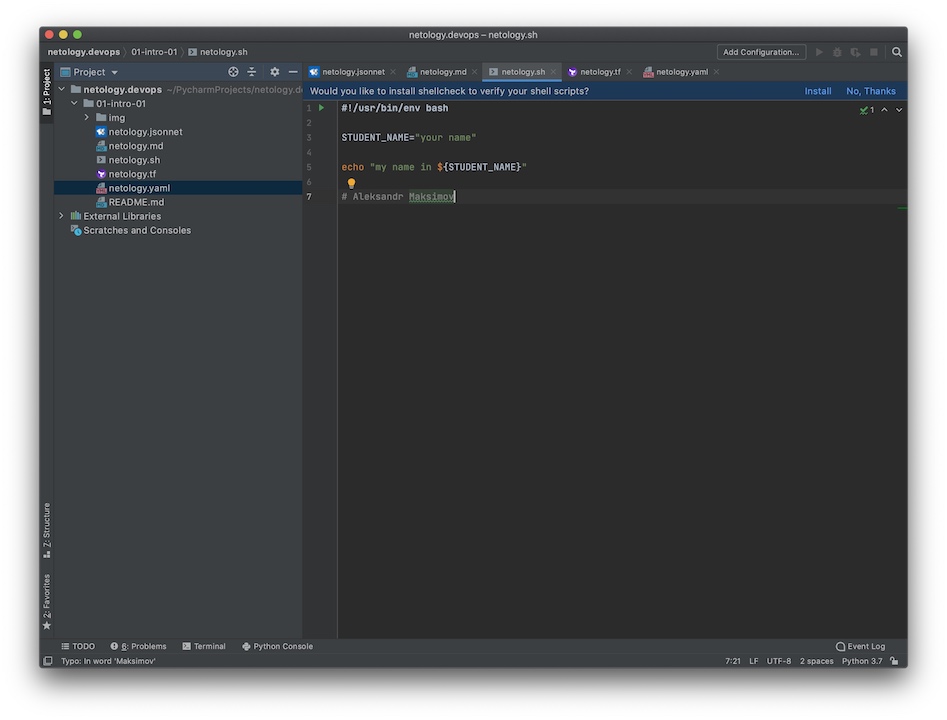 netology.devops – netology.sh
netology.devops 01-intro-01 netology.sh
Add Configuration...
1: Project
Project
netology.jsonnet netology.md netology.sh netology.tf netology.yaml
netology.devops ~/PycharmProjects/netology.d
01-intro-01
img
netology.jsonnet
netology.md
netology.sh
netology.tf
netology.yaml
README.md
External Libraries
Scratches and Consoles
Would you like to install shellcheck to verify your shell scripts? Install No, Thanks
1 #!/usr/bin/env bash
1
2
3 STUDENT_NAME="your name"
4
5 echo "my name in ${STUDENT_NAME}"
6
7 # Aleksandr Maksimov
Z: Structure
2: Favorites
TODO 6: Problems Terminal Python Console Event Log
Typo: In word 'Maksimov' 7:21 LF UTF-8 2 spaces Python 3.7